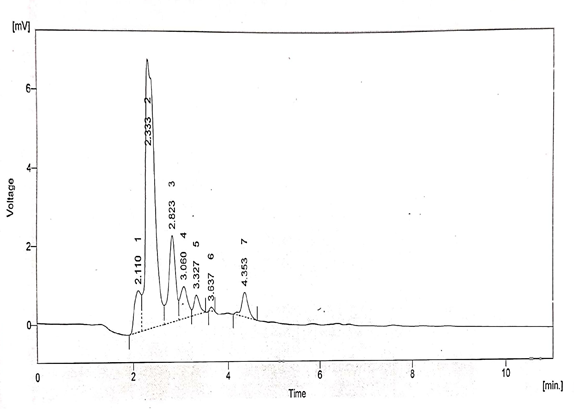 [mV]
6
4
2
0
Voltage
2.110 1
2.333 2
2.823 3
3.060 4
3.327 5
3.637 6
4.353 7
0 2 4 6 8 10
Time
[min.]